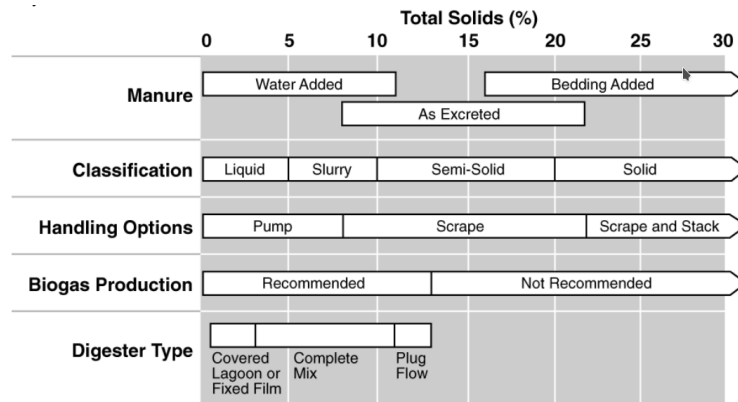 Total Solids (%)
0 5 10 15 20 25 30
Manure
Water Added
Bedding Added
As Excreted
Classification
Liquid
Slurry
Semi-Solid
Solid
Handling Options
Pump
Scrape
Scrape and Stack
Biogas Production
Recommended
Not Recommended
Digester Type
Covered
Lagoon or
Fixed Film
Complete
Mix
Plug
Flow